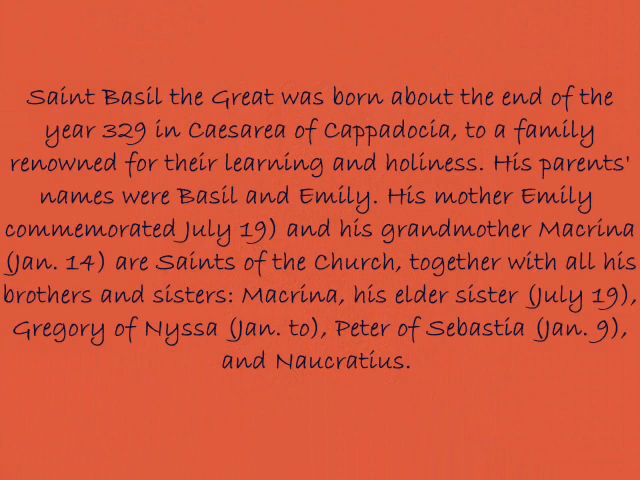 Saint Basil the Great was born about the end of the
year 329 in Caesarea of Cappadocia, to a family
renowned for their learning and holiness. His parents'
names were Basil and Emily. His mother Emily
commemorated July 19) and his grandmother Macrina
(Jan. 14) are Saints of the Church, together with all his
brothers and sisters: Macrina, his elder sister (July 19),
Gregory of Nyssa (Jan. to), Peter of Sebastia (Jan. 9),
and Naucratius.